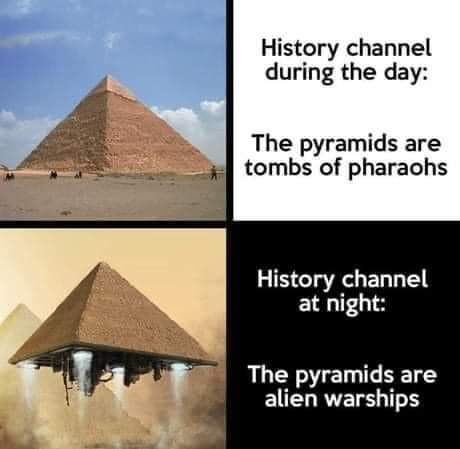 History channel
during the day:
The pyramids are
tombs of pharaohs
History channel
at night:
The pyramids are
alien warships